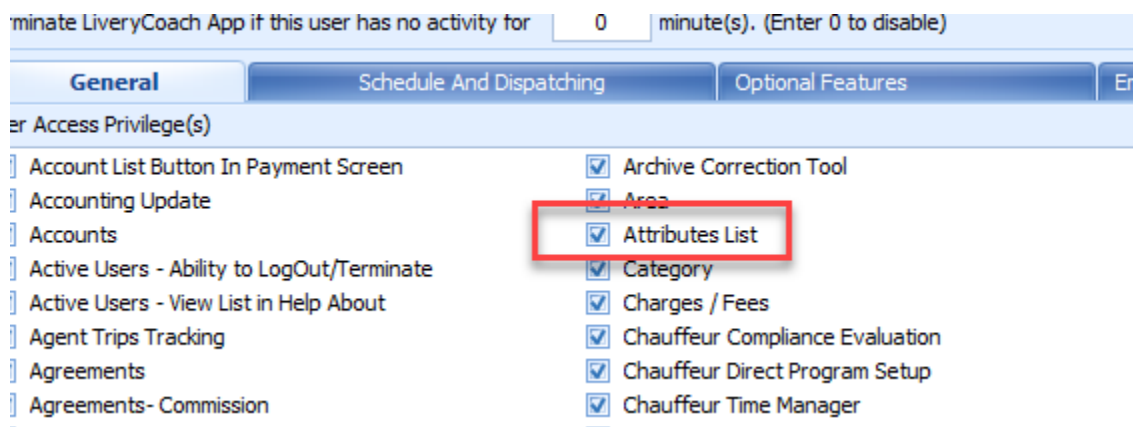 minate LiveryCoach App if this user has no activity for 0 minute(s). (Enter 0 to disable)
General Schedule And Dispatching Optional Features En
er Access Privilege(s)
Account List Button In Payment Screen Archive Correction Tool
Accounting Update Area
Accounts Attributes List
Active Users - Ability to LogOut/Terminate Category
Active Users - View List in Help About Charges / Fees
Agent Trips Tracking Chauffeur Compliance Evaluation
Agreements Chauffeur Direct Program Setup
Agreements- Commission Chauffeur Time Manager